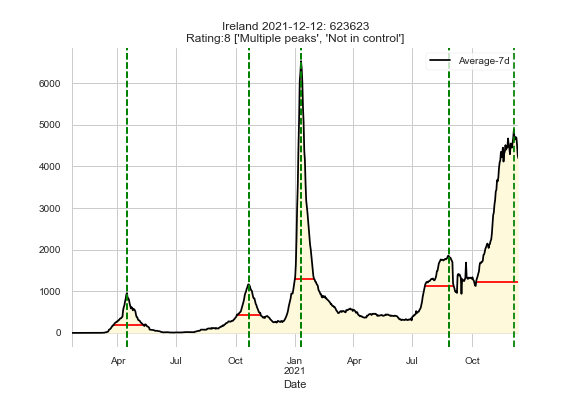 Ireland 2021-12-12: 623623
Rating:8 ['Multiple peaks', 'Not in control']
Average-7d
6000
5000
4000
3000
2000
1000
0
Apr Jul Oct Jan Apr Jul Oct
2021
Date